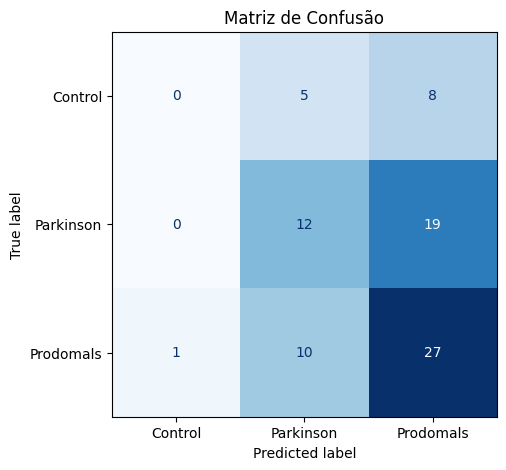 Matriz de Confusão
Control 0 5 8
Parkinson 0 12 19
Prodomals 1 10 27
Control Parkinson Prodomals
Predicted label
True label